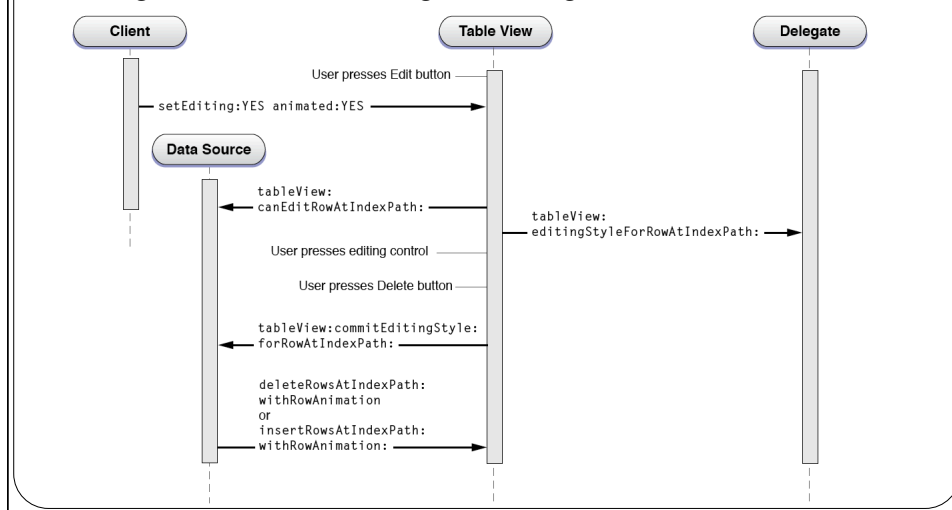 Client
Table View
Delegate
User presses Edit button
setEditing:YES animated:YES
Data Source
tableView:
canEditRowAtIndexPath:
tableView:
editingStyleForRowAtIndexPath:
User presses editing control
User presses Delete button
tableView:commitEditingStyle:
forRowAtIndexPath:
deleteRowsAtIndexPath:
withRowAnimation
or
insertRowsAtIndexPath:
withRowAnimation: